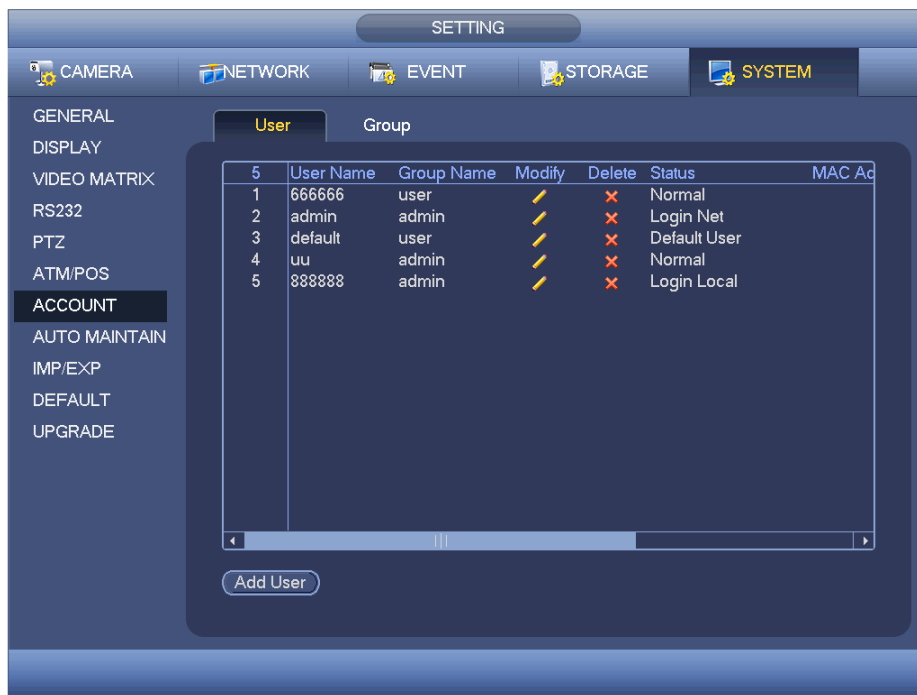 SETTING
CAMERA NETWORK EVENT STORAGE SYSTEM
GENERAL
DISPLAY
VIDEO MATRIX
RS232
PTZ
ATM/POS
ACCOUNT
AUTO MAINTAIN
IMP/EXP
DEFAULT
UPGRADE
User Group
5 User Name Group Name Modify Delete Status MAC Ad
1 666666 user Normal
2 admin admin Login Net
3 default user Default User
4 uu admin Normal
5 888888 admin Login Local
Add User